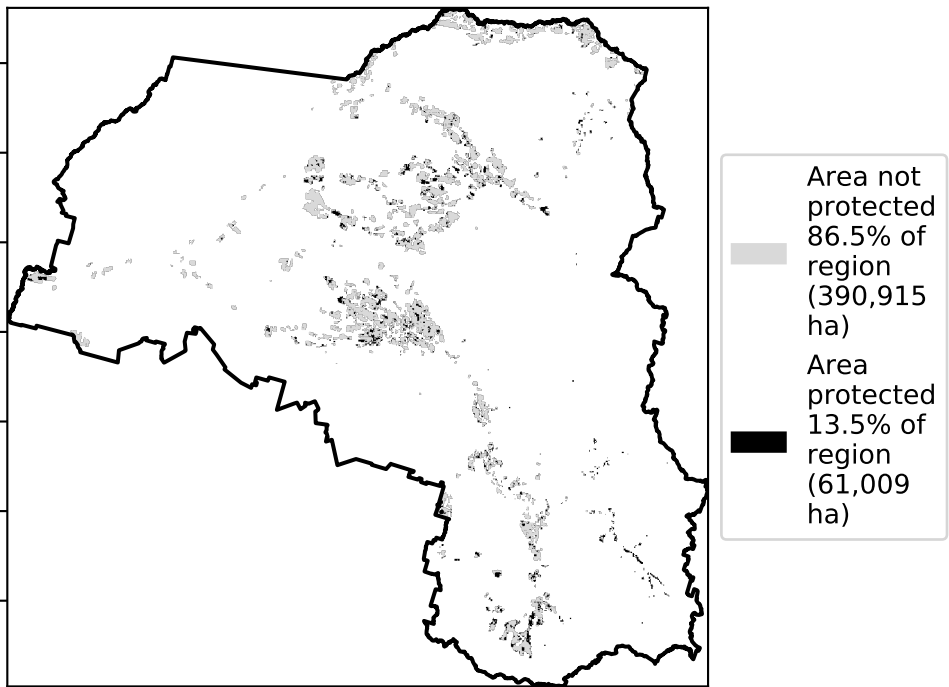 Area not
protected
86.5% of
region
(390,915
ha)
Area
protected
13.5% of
region
(61,009
ha)